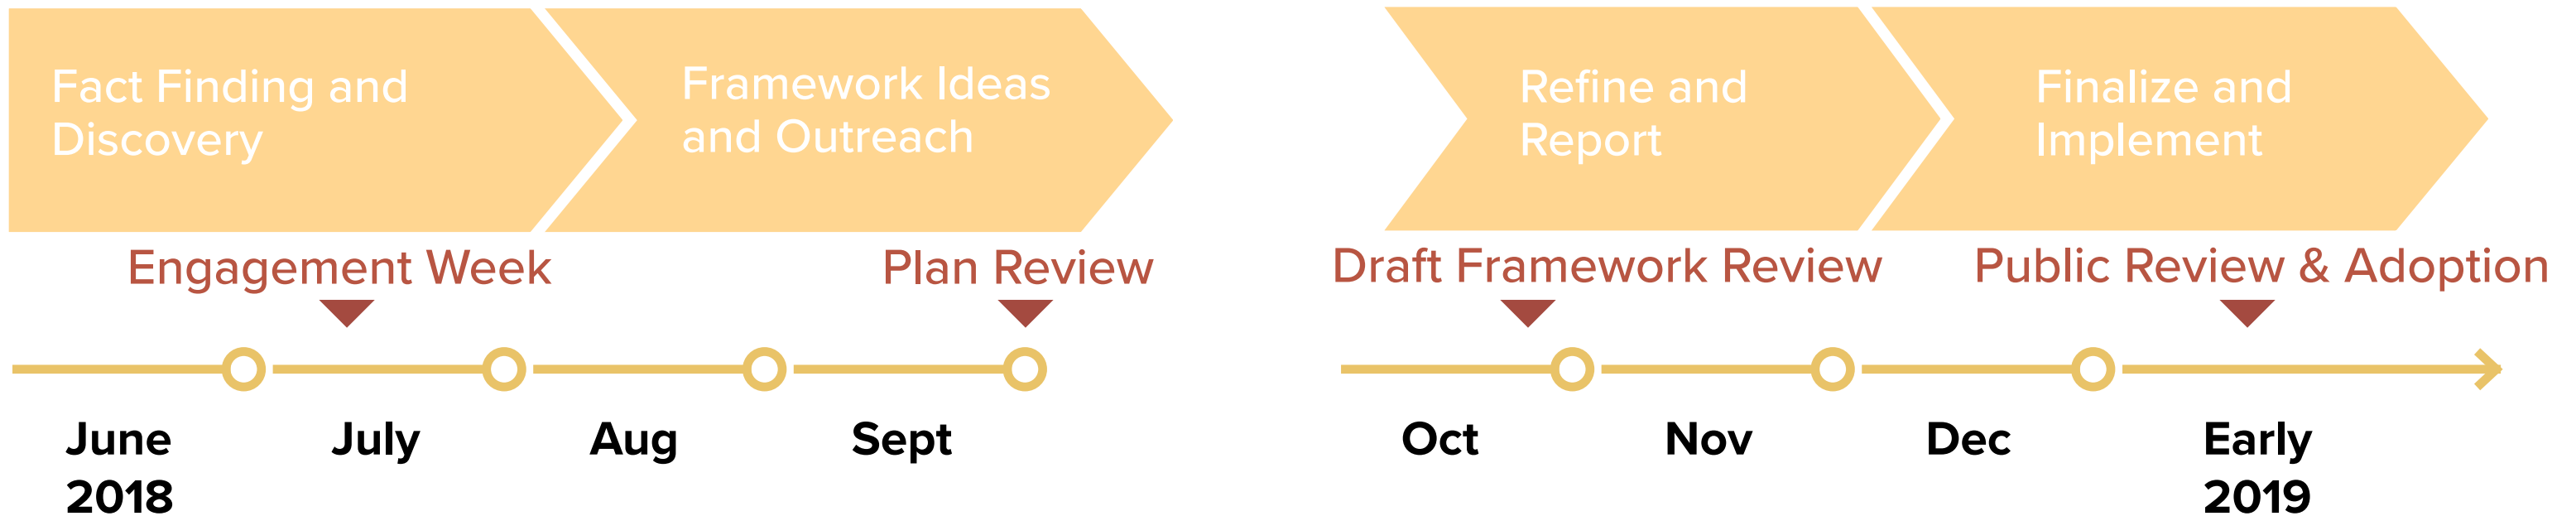 Fact Finding and
Discovery
Framework Ideas
and Outreach
Refine and
Report
Finalize and
Implement
Engagement Week
Plan Review
Draft Framework Review
Public Review & Adoption
June
2018
July
Aug
Sept
Oct
Nov
Dec
Early
2019